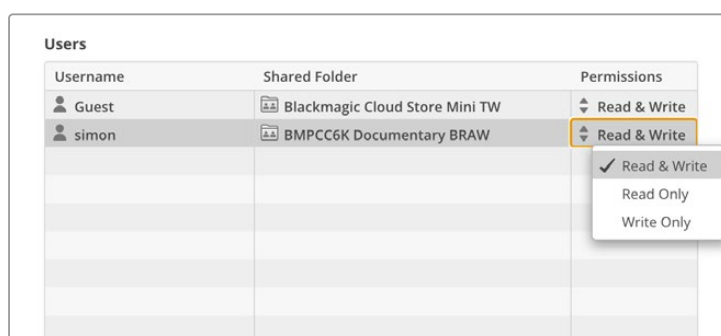 Users
Username Shared Folder Permissions
Guest Blackmagic Cloud Store Mini TW Read & Write
simon BMPCC6K Documentary BRAW Read & Write
Read & Write
Read Only
Write Only